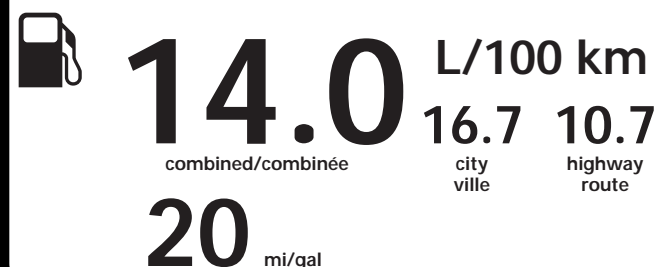 14.0 L/100 km
combined/combinée
16.7 10.7
city highway
ville route
20 mi/gal